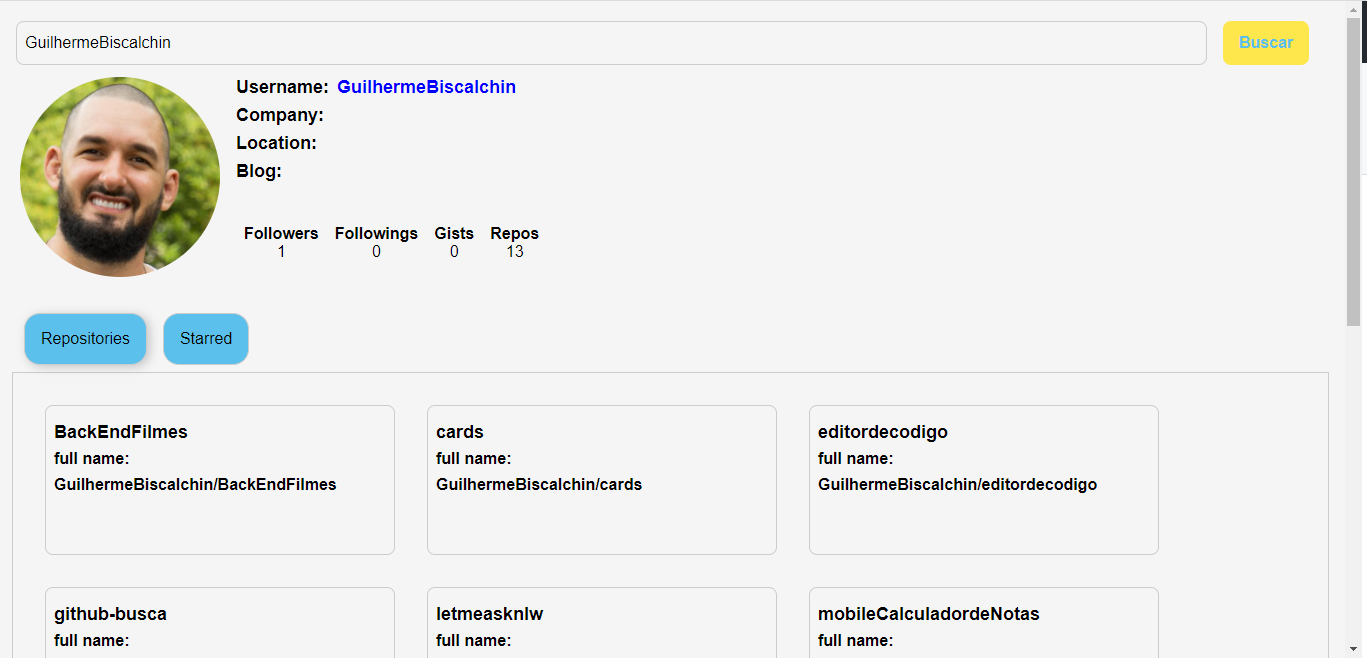 GuilhermeBiscalchin
Buscar
Username: GuilhermeBiscalchin
Company:
Location:
Blog:
Followers Followings Gists Repos
1 0 0 13
Repositories Starred
BackEndFilmes
full name:
GuilhermeBiscalchin/BackEndFilmes
cards
full name:
GuilhermeBiscalchin/cards
editordecodigo
full name:
GuilhermeBiscalchin/editordecodigo
github-busca
full name:
letmeasknlw
full name:
mobileCalculadordeNotas
full name: